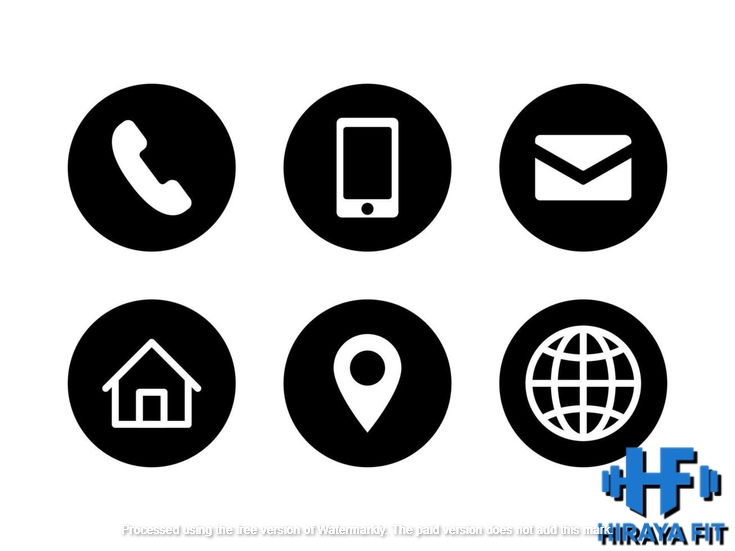 HF
HIRAYA FIT
Processed using the free version of Watermarkly. The paid version does not add this mark.